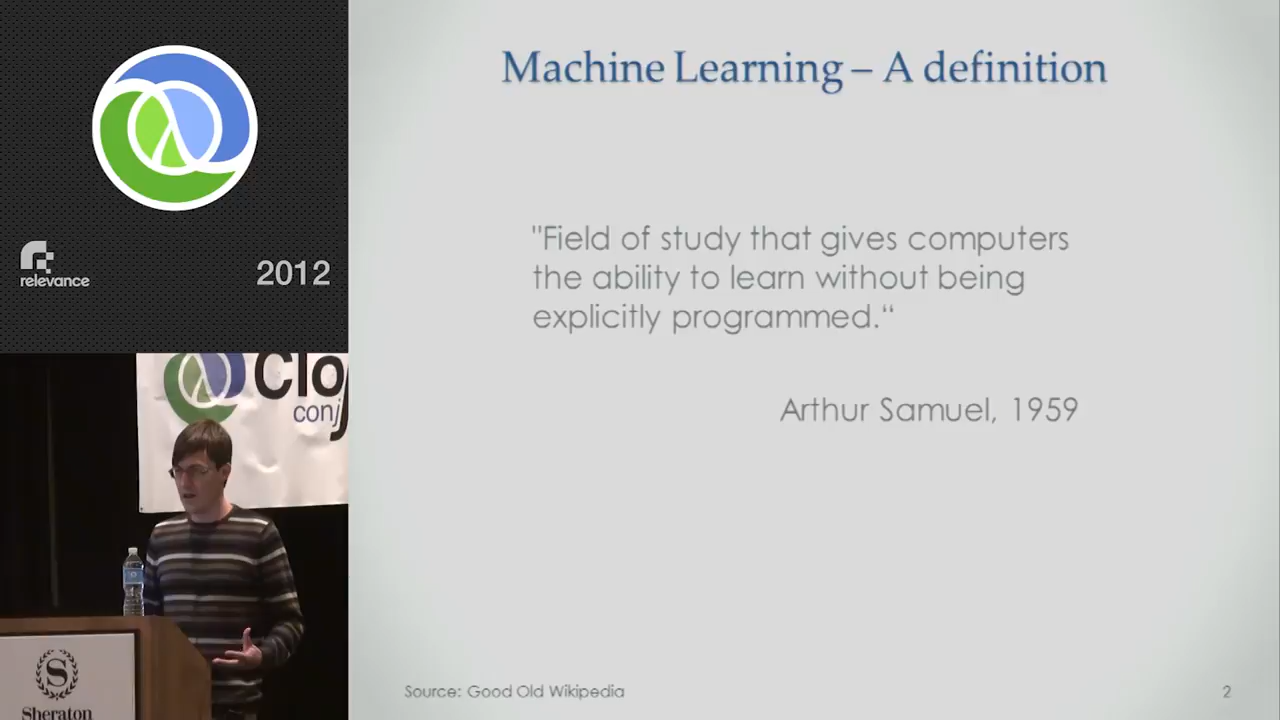 Machine Learning – A definition
"Field of study that gives computers
the ability to learn without being
explicitly programmed.“
Arthur Samuel, 1959
Source: Good Old Wikipedia
2
relevance
2012
Cloj
conj
S
Sheraton